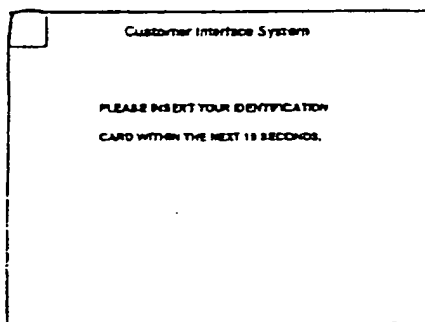 Customer Interface System
PLEASE INSERT YOUR IDENTIFICATION
CARD WITHIN THE NEXT 15 SECONDS.